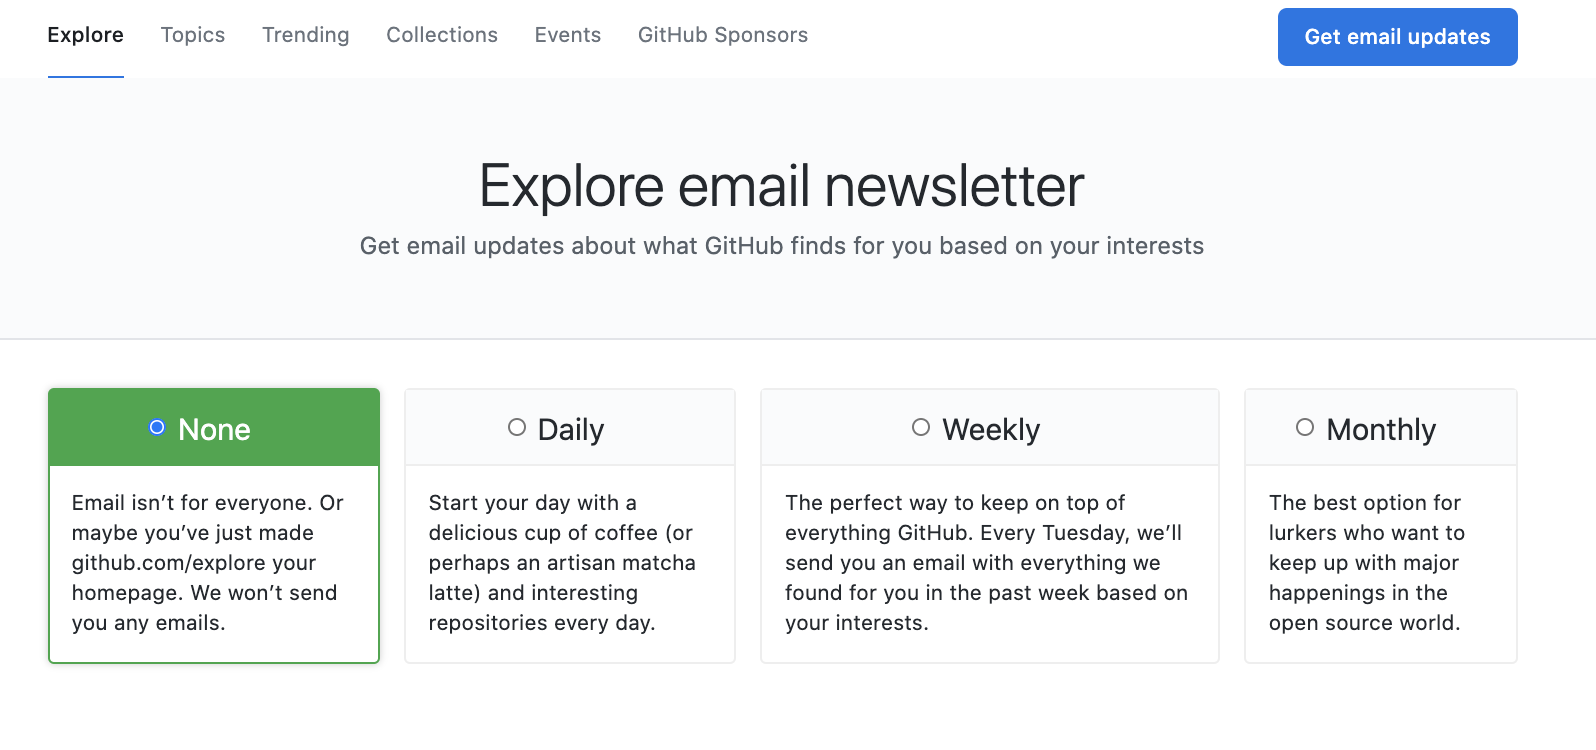 Explore Topics Trending Collections Events GitHub Sponsors Get email updates
Explore email newsletter
Get email updates about what GitHub finds for you based on your interests
None
Email isn’t for everyone. Or
maybe you’ve just made
github.com/explore your
homepage. We won’t send
you any emails.
Daily
Start your day with a
delicious cup of coffee (or
perhaps an artisan matcha
latte) and interesting
repositories every day.
Weekly
The perfect way to keep on top of
everything GitHub. Every Tuesday, we’ll
send you an email with everything we
found for you in the past week based on
your interests.
Monthly
The best option for
lurkers who want to
keep up with major
happenings in the
open source world.